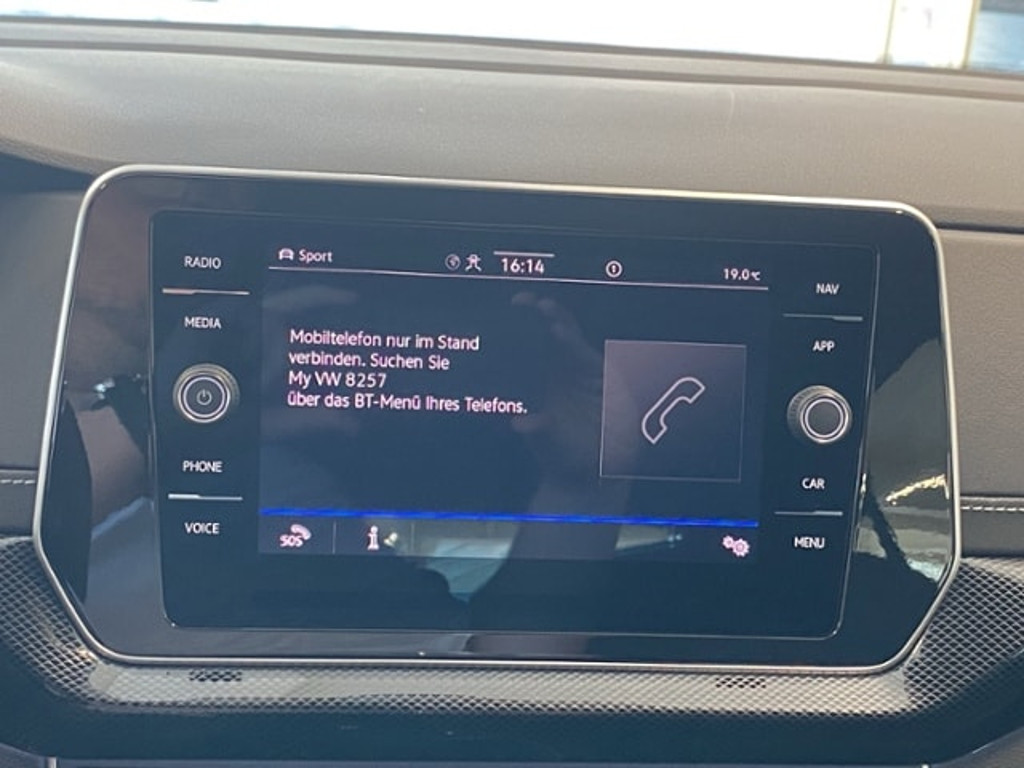 RADIO
MEDIA
PHONE
VOICE
Sport
16:14
19.0°C
Mobiltelefon nur im Stand
verbinden. Suchen Sie
My VW 8257
über das BT-Menü Ihres Telefons.
SOS
i
NAV
APP
CAR
MENU